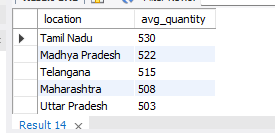 location avg_quantity
Tamil Nadu 530
Madhya Pradesh 522
Telangana 515
Maharashtra 508
Uttar Pradesh 503
Result 14 ×